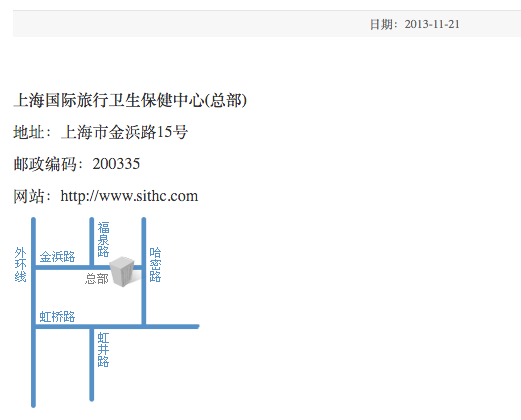 日期：2013-11-21
上海国际旅行卫生保健中心(总部)
地址：上海市金浜路15号
邮政编码：200335
网站：http://www.sithc.com
福泉路
外环线
金浜路
哈密路
总部
虹桥路
虹井路